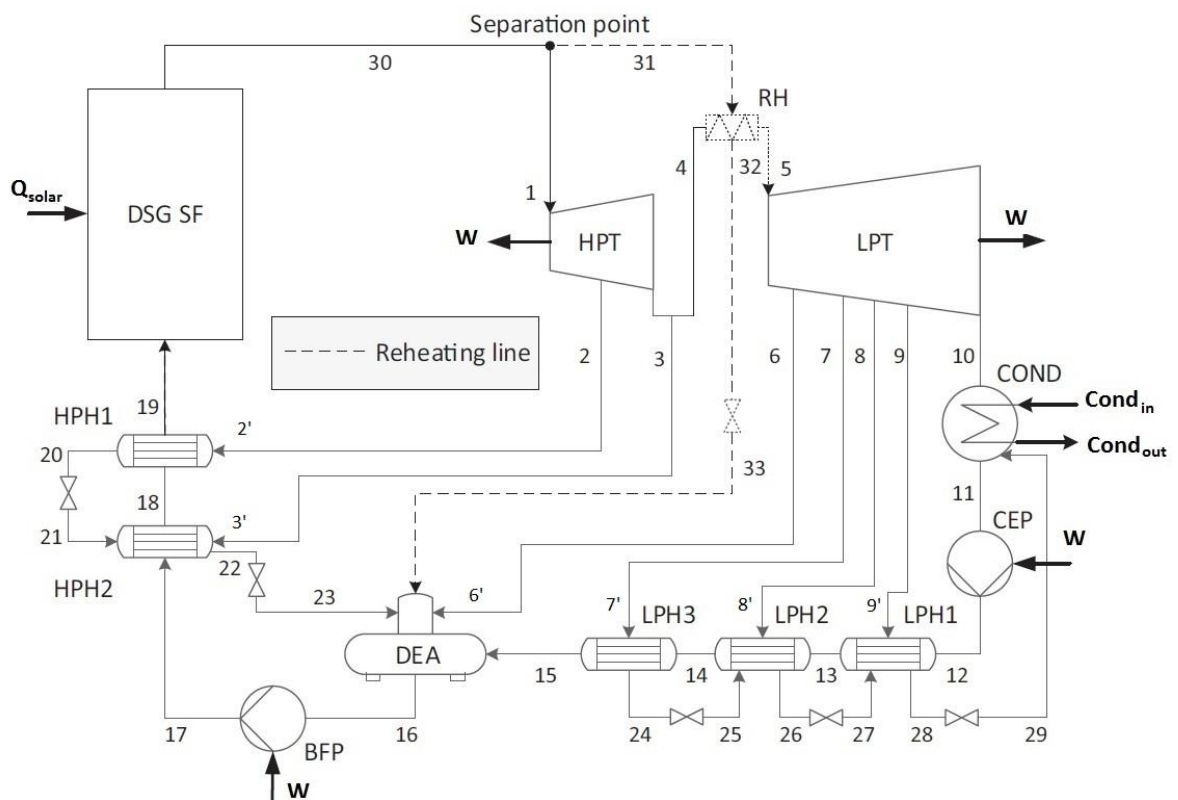 Separation point
30
31
RH
4
32
5
Q_solar
DSG SF
1
W
HPT
LPT
W
Reheating line
2
3
6
7
8
9
10
COND
Cond_in
Cond_out
19
HPH1
2'
20
33
18
11
3'
21
22
CEP
W
HPH2
23
6'
7'
LPH3
8'
LPH2
9'
LPH1
DEA
15
14
13
12
17
16
24
25
26
27
28
29
BFP
W